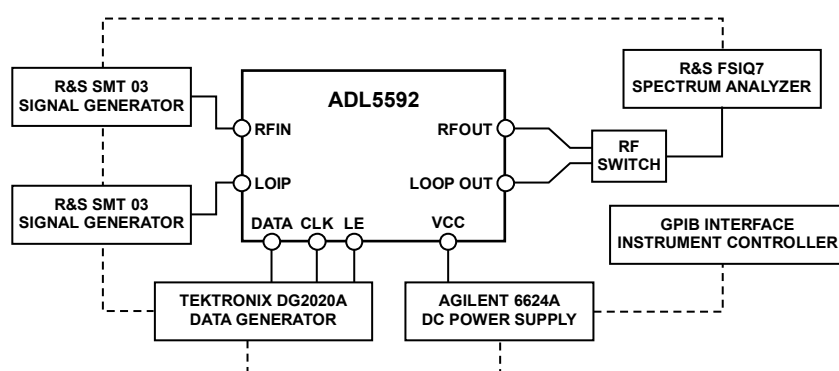 R&S SMT 03
SIGNAL GENERATOR
R&S FSIQ7
SPECTRUM ANALYZER
ADL5592
RFIN
RFOUT
RF
SWITCH
LOIP
LOOP OUT
R&S SMT 03
SIGNAL GENERATOR
DATA CLK LE
VCC
GPIB INTERFACE
INSTRUMENT CONTROLLER
TEKTRONIX DG2020A
DATA GENERATOR
AGILENT 6624A
DC POWER SUPPLY